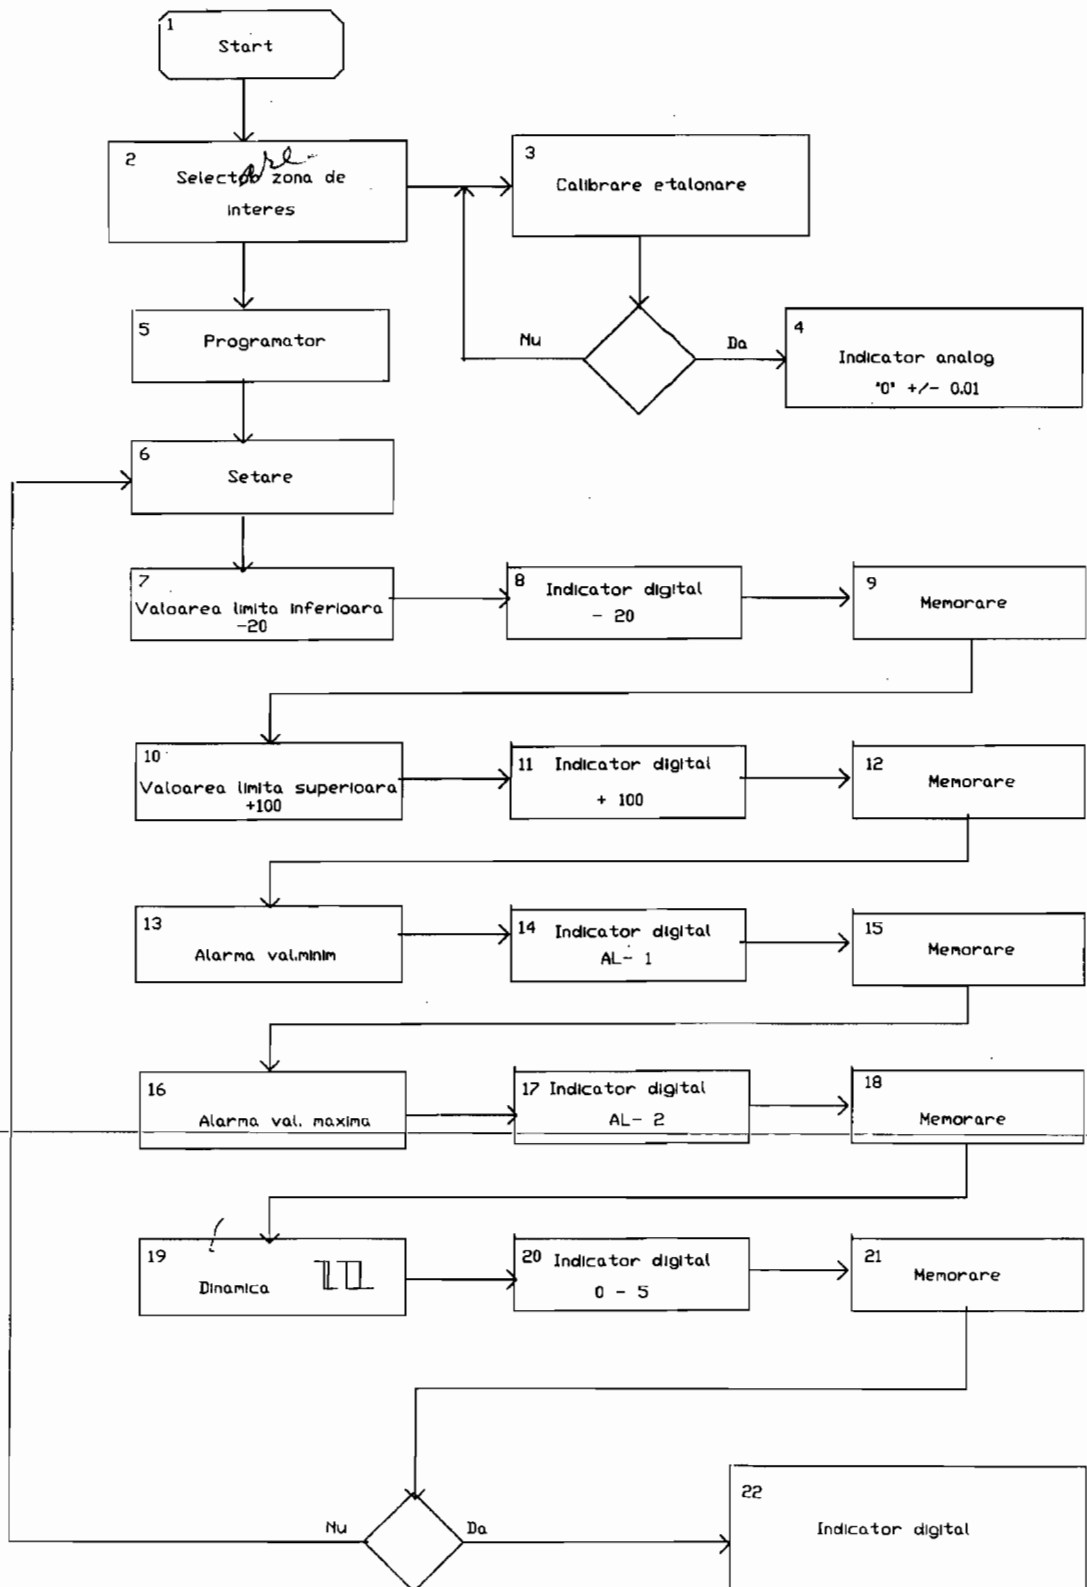 1
Start
2
Selectare zona de
interes
3
Calibrare etalonare
Nu
Da
4
Indicator analog
"0" +/- 0.01
5
Programator
6
Setare
7
Valoarea limita inferioara
-20
8 Indicator digital
- 20
9
Memorare
10
Valoarea limita superioara
+100
11 Indicator digital
+ 100
12
Memorare
13
Alarma val.minim
14 Indicator digital
AL- 1
15
Memorare
16
Alarma val. maxima
17 Indicator digital
AL- 2
18
Memorare
19
Dinamica
20 Indicator digital
0 - 5
21
Memorare
Nu
Da
22
Indicator digital